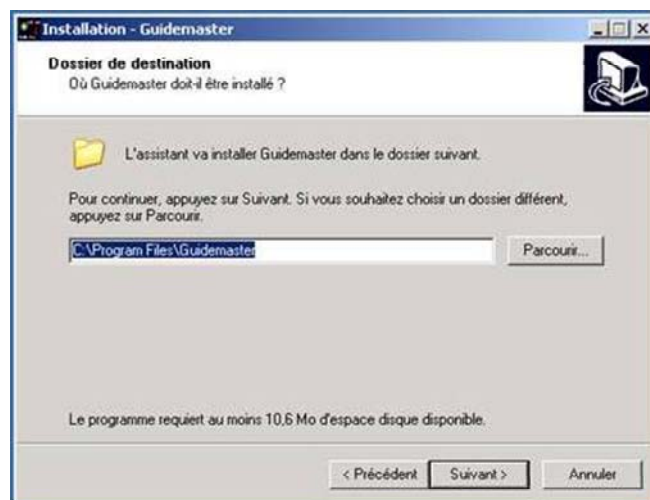 Installation - Guidemaster
Dossier de destination
Où Guidemaster doit-il être installé ?
L'assistant va installer Guidemaster dans le dossier suivant.
Pour continuer, appuyez sur Suivant. Si vous souhaitez choisir un dossier différent,
appuyez sur Parcourir.
C:\Program Files\Guidemaster
Parcourir...
Le programme requiert au moins 10,6 Mo d'espace disque disponible.
< Précédent
Suivant >
Annuler